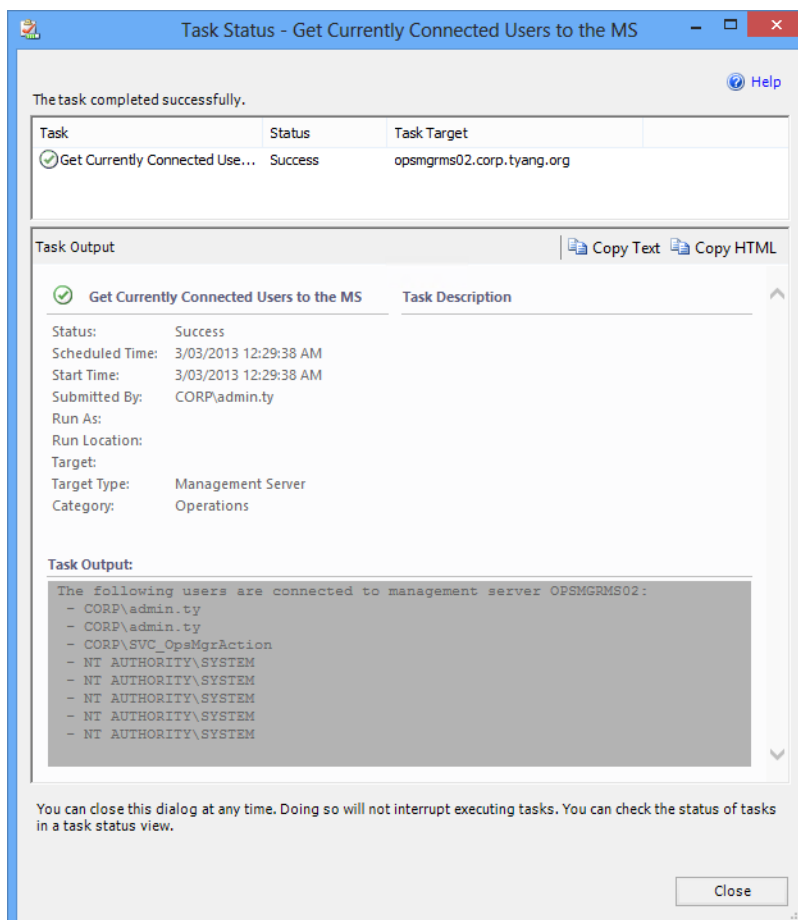 Task Status - Get Currently Connected Users to the MS
Help
The task completed successfully.
Task Status Task Target
Get Currently Connected Use... Success opsmgrms02.corp.tyang.org
Task Output Copy Text Copy HTML
Get Currently Connected Users to the MS Task Description
Status: Success
Scheduled Time: 3/03/2013 12:29:38 AM
Start Time: 3/03/2013 12:29:38 AM
Submitted By: CORP\admin.ty
Run As:
Run Location:
Target:
Target Type: Management Server
Category: Operations
Task Output:
The following users are connected to management server OPSMGRMS02:
- CORP\admin.ty
- CORP\admin.ty
- CORP\SVC_OpsMgrAction
- NT AUTHORITY\SYSTEM
- NT AUTHORITY\SYSTEM
- NT AUTHORITY\SYSTEM
- NT AUTHORITY\SYSTEM
- NT AUTHORITY\SYSTEM
You can close this dialog at any time. Doing so will not interrupt executing tasks. You can check the status of tasks
in a task status view.
Close